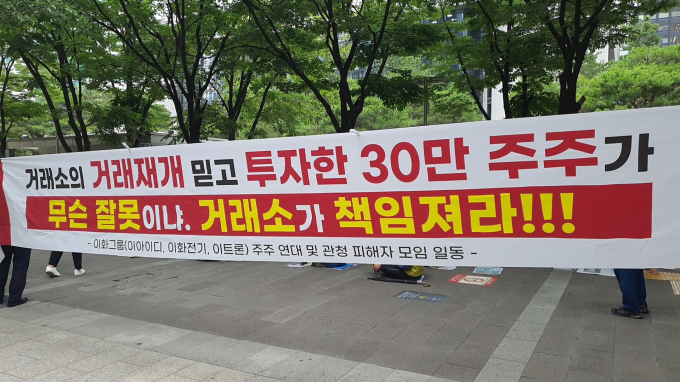 거래소의 거래재개 믿고 투자한 30만 주주가
무슨 잘못이냐. 거래소가 책임져라!!!
- 이화그룹(이아이디, 이화전기, 이트론) 주주 연대 및 관청 피해자 모임 일동 -